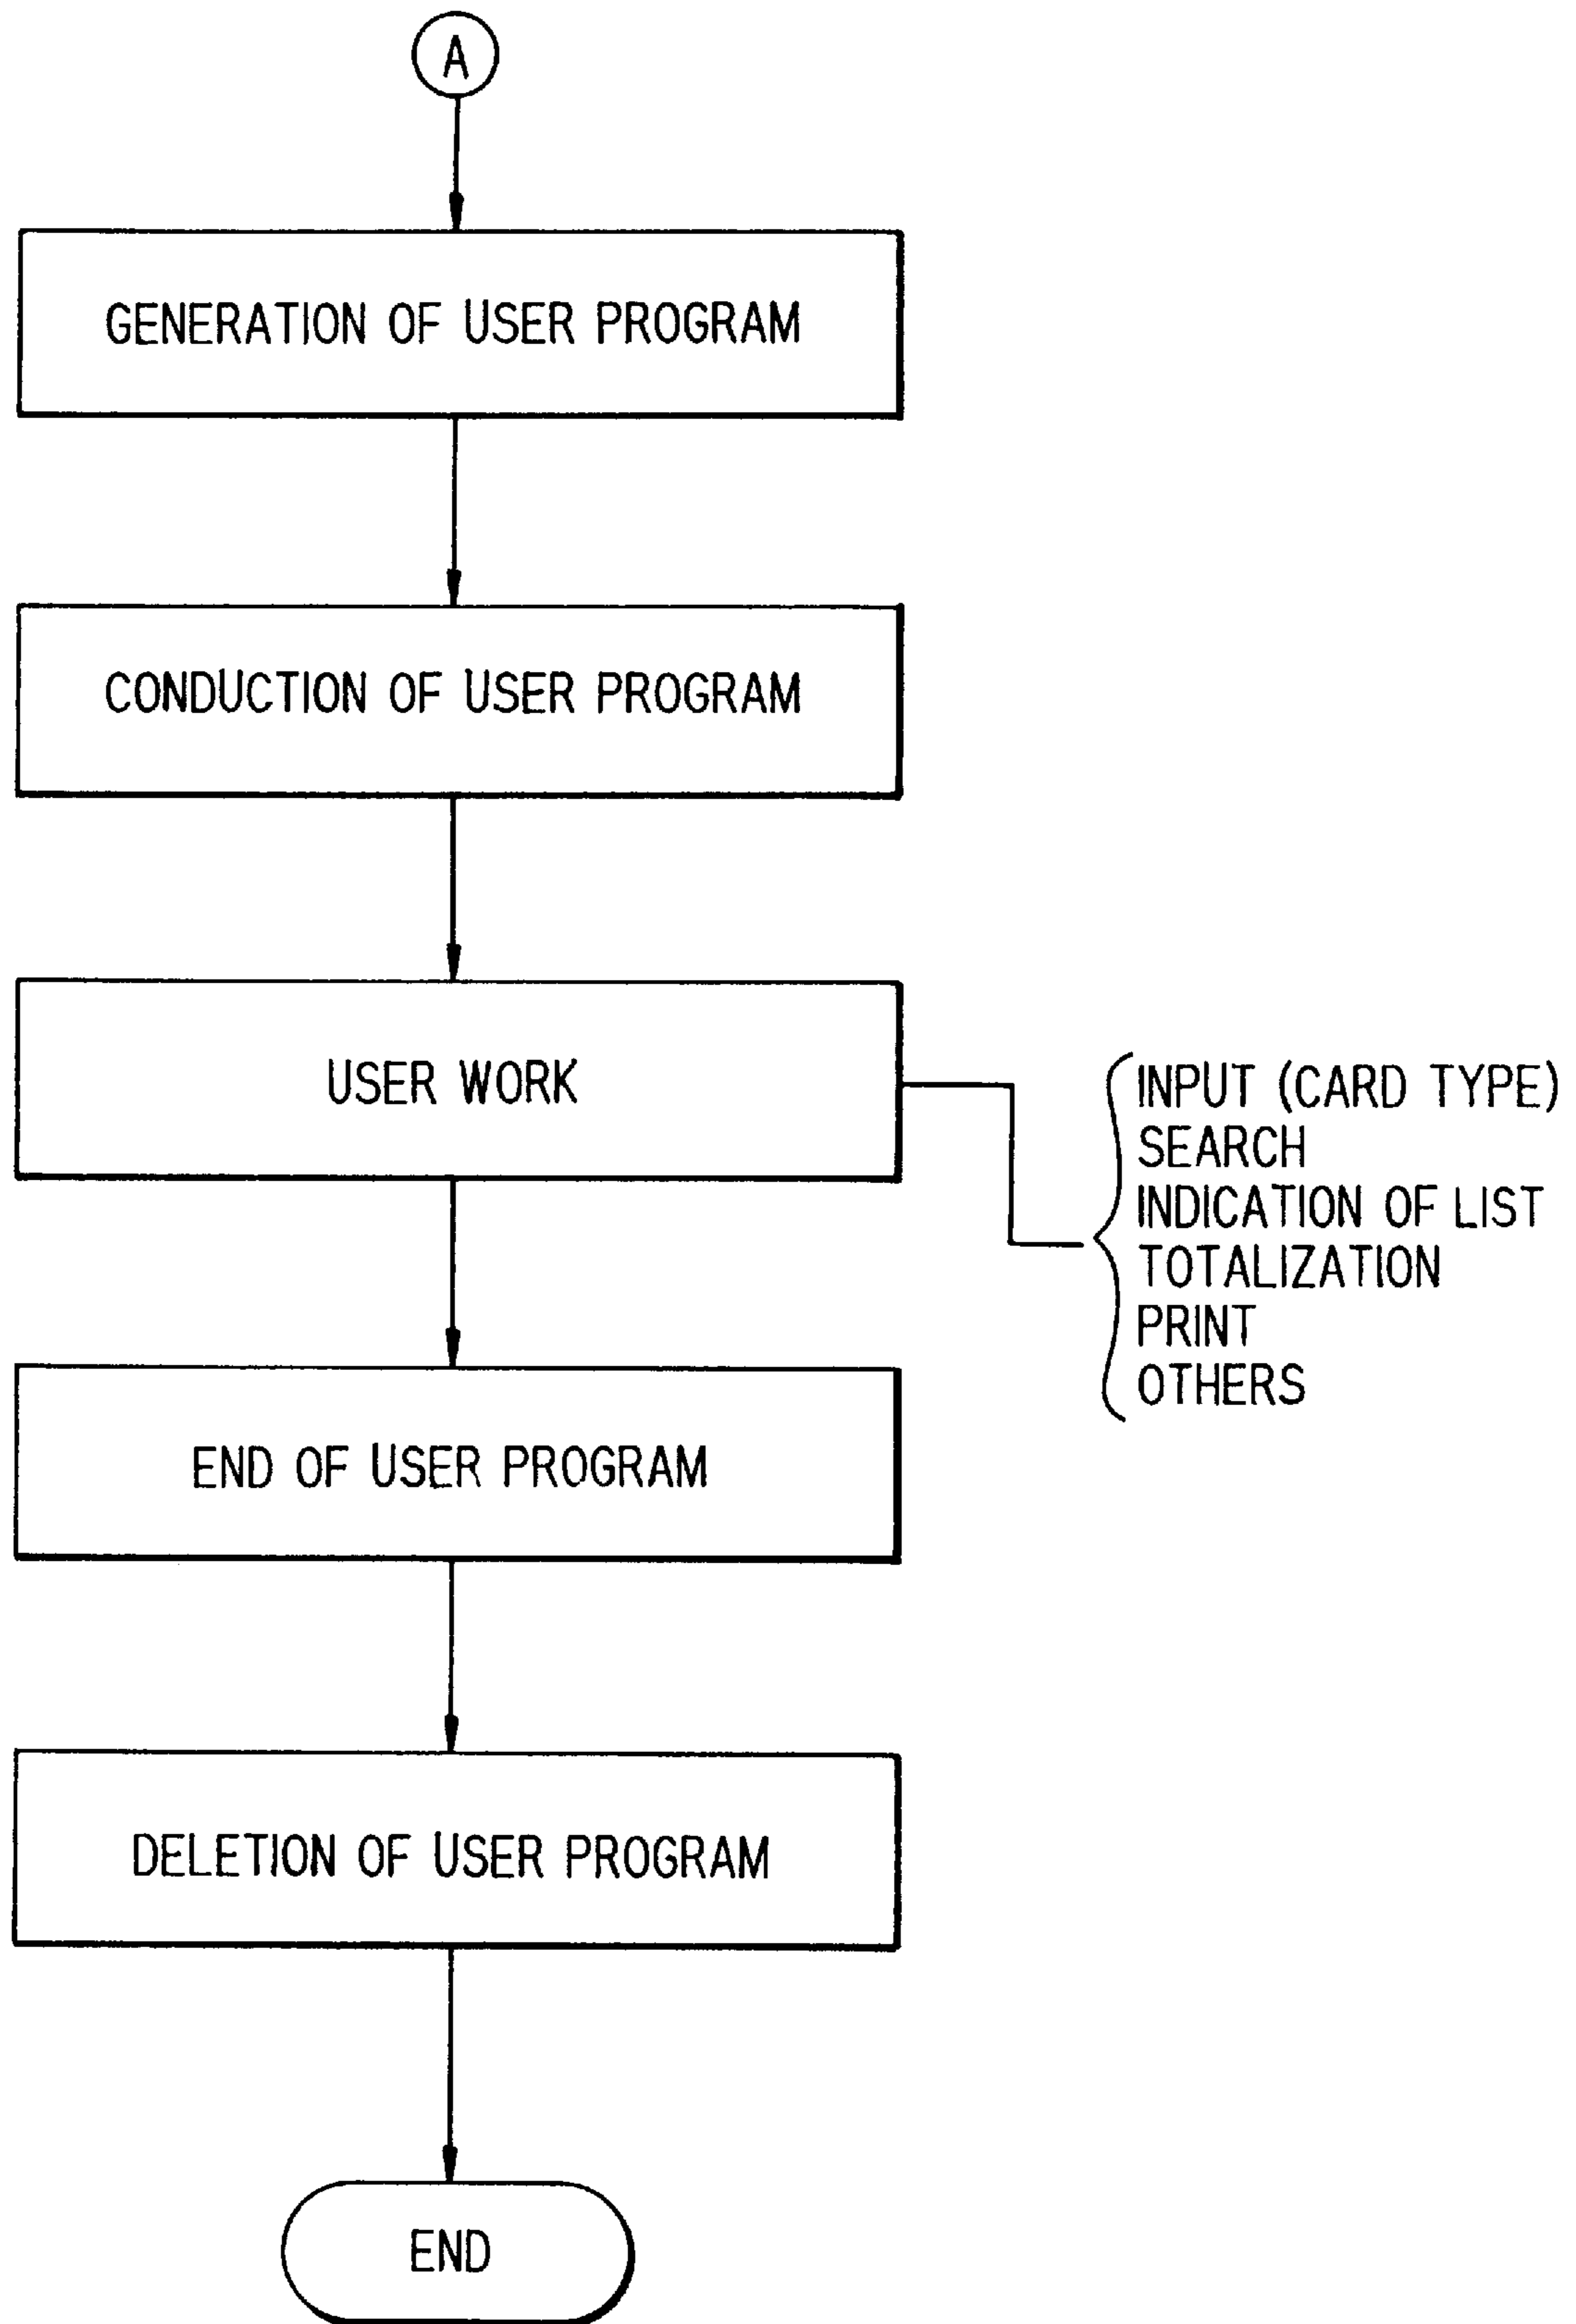 A
GENERATION OF USER PROGRAM
CONDUCTION OF USER PROGRAM
USER WORK
INPUT (CARD TYPE)
SEARCH
INDICATION OF LIST
TOTALIZATION
PRINT
OTHERS
END OF USER PROGRAM
DELETION OF USER PROGRAM
END